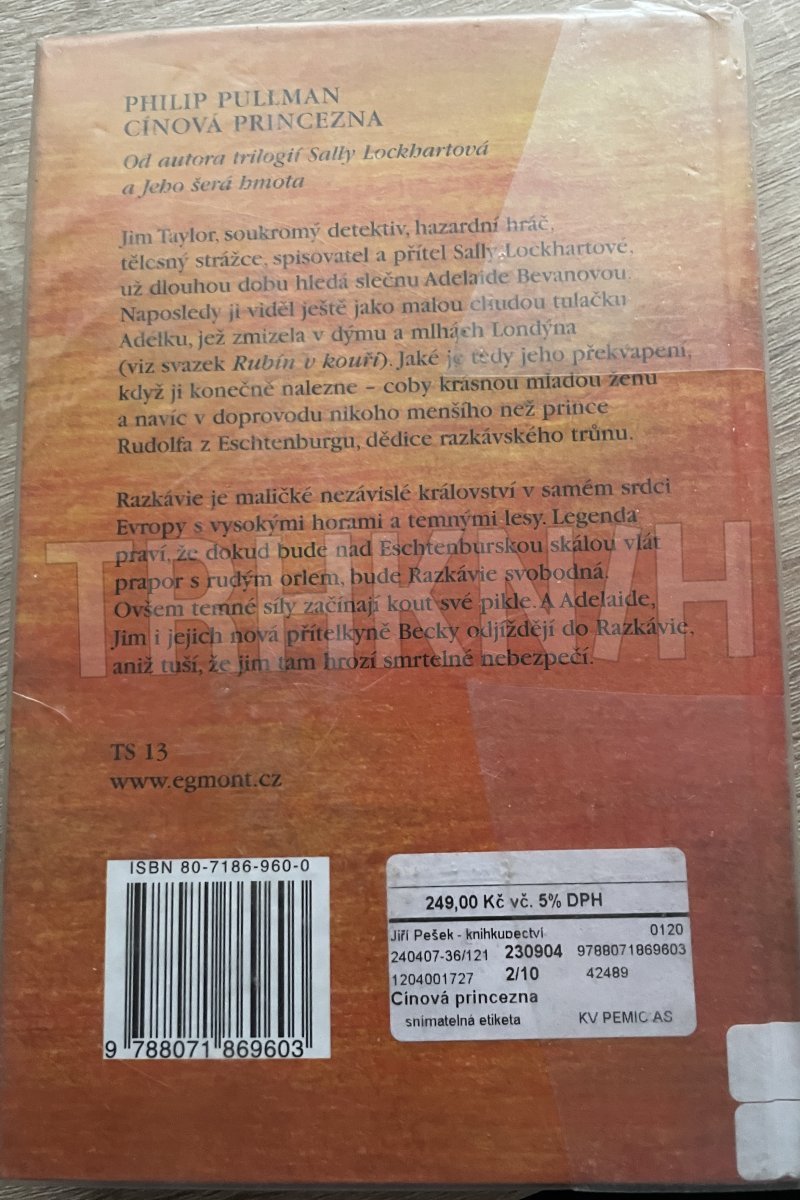 PHILIP PULLMAN
CÍNOVÁ PRINCEZNA
Od autora trilogií Sally Lockhartová
a Jeho šerá hmota
Jim Taylor, soukromý detektiv, hazardní hráč,
tělesný strážce, spisovatel a přítel Sally Lockhartové,
už dlouhou dobu hledá slečnu Adelaide Bevanovou.
Naposledy ji viděl ještě jako malou chudou tulačku
Adélku, jež zmizela v dýmu a mlhách Londýna
(viz svazek Rubín v kouři). Jaké je tedy jeho překvapení,
když ji konečně nalezne – coby krásnou mladou ženu
a navíc v doprovodu nikoho menšího než prince
Rudolfa z Eschtenburgu, dědice razkávského trůnu.
Razkávie je maličké nezávislé království v samém srdci
Evropy s vysokými horami a temnými lesy. Legenda
praví, že dokud bude nad Eschtenburskou skálou vlát
prapor s rudým orlem, bude Razkávie svobodná.
Ovšem temné síly začínají kout své pikle. A Adelaide,
Jim i jejich nová přítelkyně Becky odjíždějí do Razkávie,
aniž tuší, že jim tam hrozí smrtelné nebezpečí.
TS 13
www.egmont.cz
ISBN 80-7186-960-0
9 788071 869603
249,00 Kč vč. 5% DPH
Jiří Pešek - knihkupectví 0120
240407-36/121 230904 9788071869603
1204001727 2/10 42489
Cínová princezna
snímatelná etiketa KV PEMIC AS